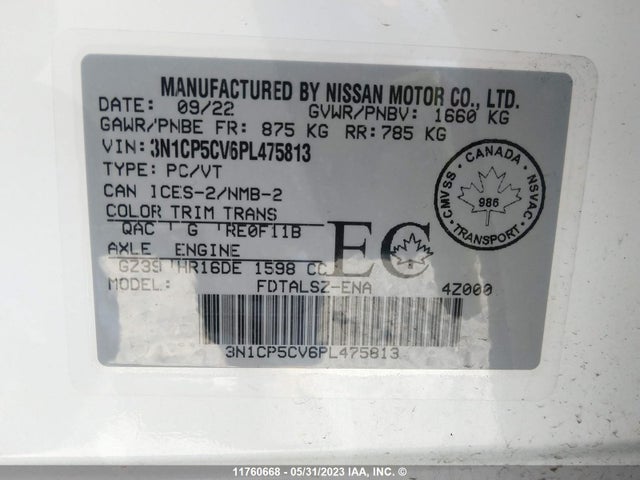 MANUFACTURED BY NISSAN MOTOR CO., LTD.
DATE: 09/22 GVWR/PNBV: 1660 KG
GAWR/PNBE FR: 875 KG RR: 785 KG
VIN: 3N1CP5CV6PL475813
TYPE: PC/VT
CAN ICES-2/NMB-2
COLOR TRIM TRANS
QAC G RE0F11B
AXLE ENGINE
GZ39 HR16DE 1598 CC
MODEL: FDTALSZ-ENA 4Z000
EC
CANADA
CMVSS
NSVAC
986
TRANSPORT
3N1CP5CV6PL475813
11760668 - 05/31/2023 IAA, INC. ©